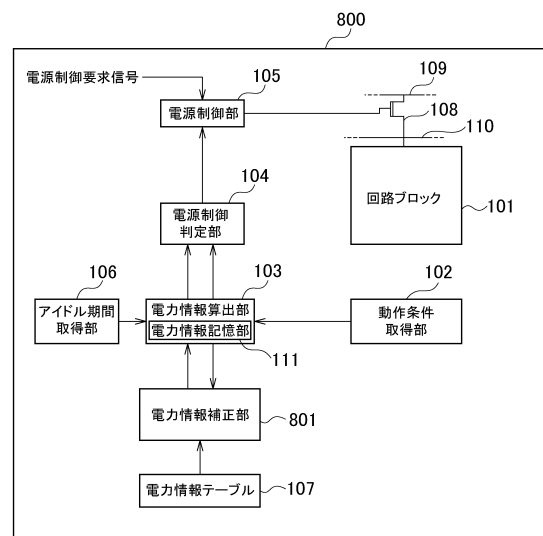 800
電源制御要求信号
105
109
電源制御部
108
110
104
電源制御
判定部
回路ブロック
101
106
103
102
アイドル期間
取得部
電力情報算出部
電力情報記憶部
動作条件
取得部
111
電力情報補正部
801
電力情報テーブル
107